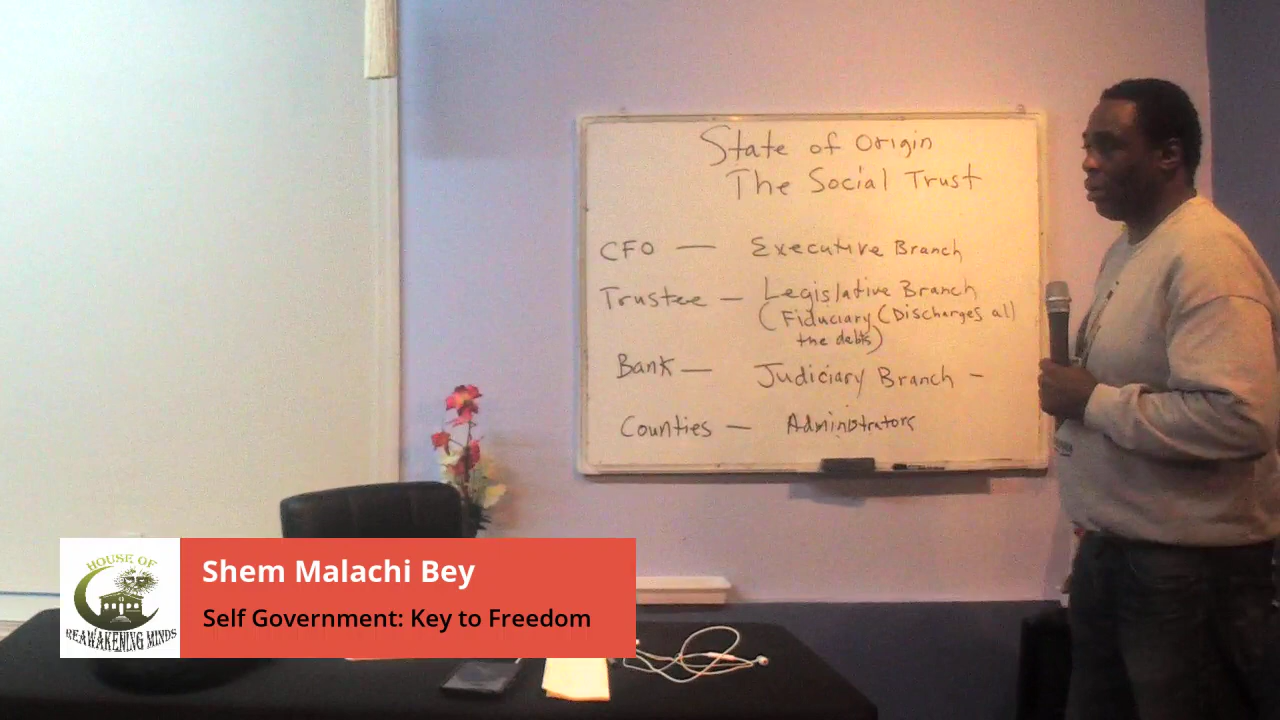 State of Origin
The Social Trust
CFO — Executive Branch
Trustee — Legislative Branch
(Fiduciary (Discharges all
the debts)
Bank — Judiciary Branch -
Counties — Administrators
HOUSE OF
REAWAKENING MINDS
Shem Malachi Bey
Self Government: Key to Freedom